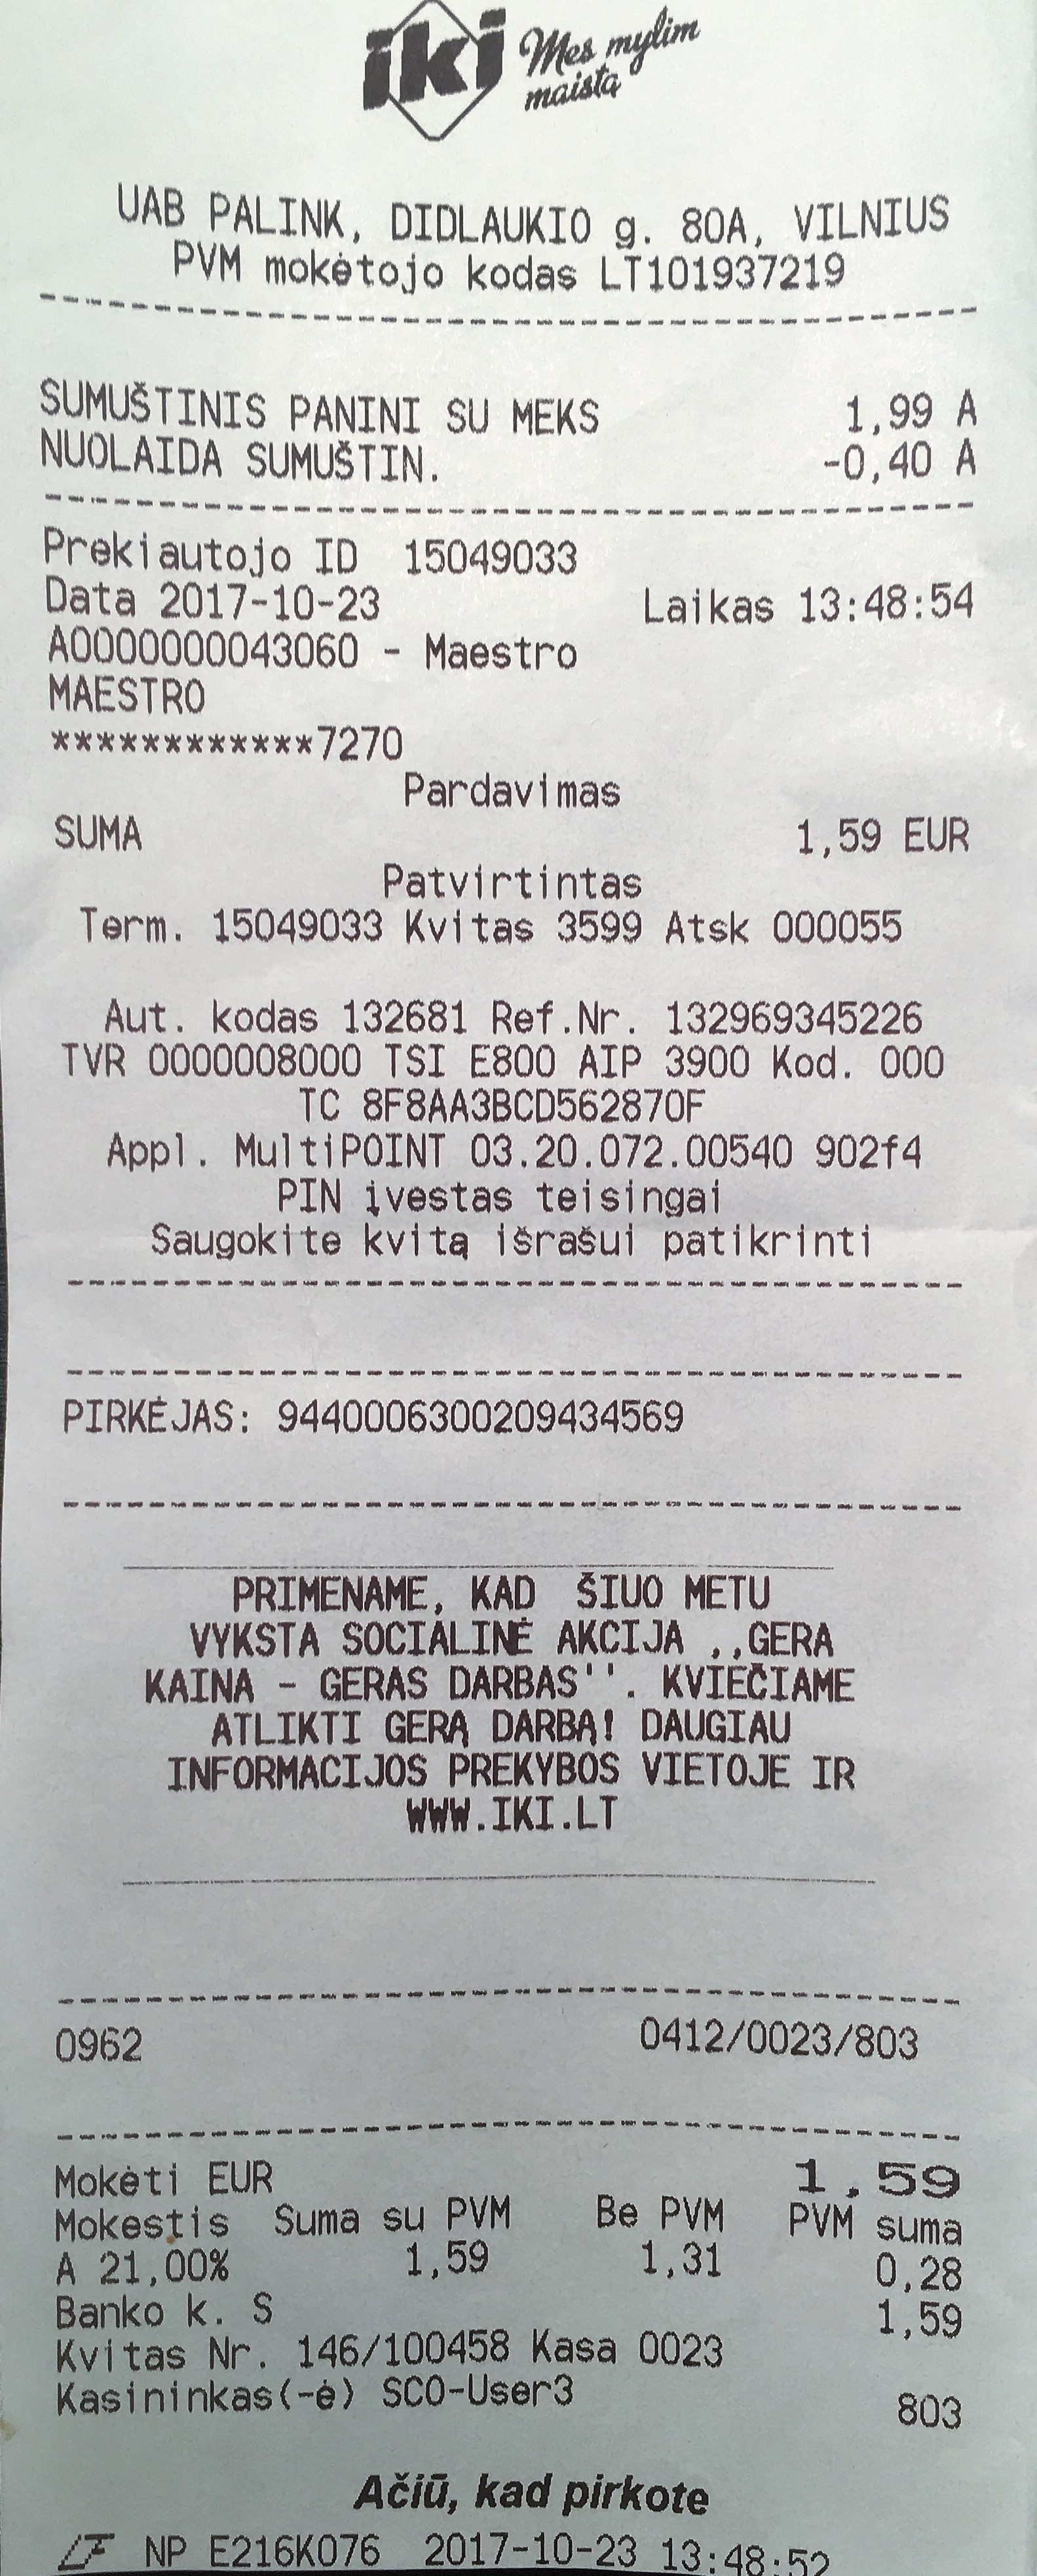 iki Mes mylim
maistą
UAB PALINK, DIDLAUKIO g. 80A, VILNIUS
PVM mokėtojo kodas LT101937219
SUMUŠTINIS PANINI SU MEKS 1,99 A
NUOLAIDA SUMUŠTIN. -0,40 A
Prekiautojo ID 15049033
Data 2017-10-23 Laikas 13:48:54
A0000000043060 - Maestro
MAESTRO
************7270
Pardavimas
SUMA 1,59 EUR
Patvirtintas
Term. 15049033 Kvitas 3599 Atsk 000055
Aut. kodas 132681 Ref.Nr. 132969345226
TVR 0000008000 TSI E800 AIP 3900 Kod. 000
TC 8F8AA3BCD562870F
Appl. MultiPOINT 03.20.072.00540 902f4
PIN įvestas teisingai
Saugokite kvitą išrašui patikrinti
PIRKĖJAS: 9440006300209434569
PRIMENAME, KAD ŠIUO METU
VYKSTA SOCIALINĖ AKCIJA ,,GERA
KAINA - GERAS DARBAS''. KVIEČIAME
ATLIKTI GERĄ DARBĄ! DAUGIAU
INFORMACIJOS PREKYBOS VIETOJE IR
WWW.IKI.LT
0962 0412/0023/803
Mokėti EUR 1.59
Mokestis Suma su PVM Be PVM PVM suma
A 21,00% 1,59 1,31 0,28
Banko k. S 1,59
Kvitas Nr. 146/100458 Kasa 0023
Kasininkas(-ė) SCO-User3 803
Ačiū, kad pirkote
LF NP E216K076 2017-10-23 13:48:52